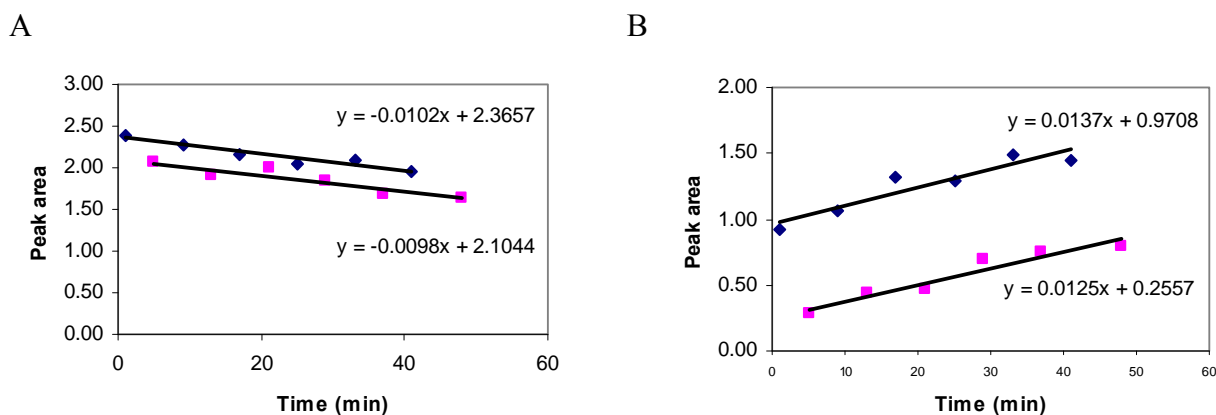 A
3.00
2.50
2.00
1.50
1.00
0.50
0.00
Peak area
y = -0.0102x + 2.3657
y = -0.0098x + 2.1044
0 20 40 60
Time (min)
B
2.00
1.50
1.00
0.50
0.00
Peak area
y = 0.0137x + 0.9708
y = 0.0125x + 0.2557
0 10 20 30 40 50 60
Time (min)